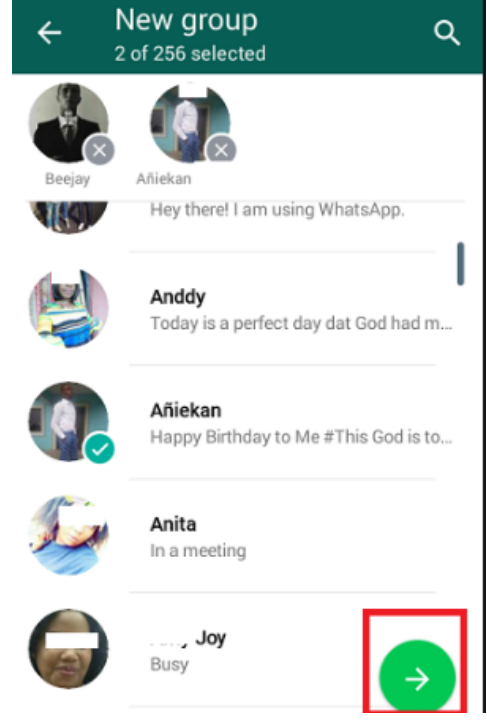 New group
2 of 256 selected
Beejay
Añiekan
Hey there! I am using WhatsApp.
Anddy
Today is a perfect day dat God had m...
Añiekan
Happy Birthday to Me #This God is to...
Anita
In a meeting
Joy
Busy